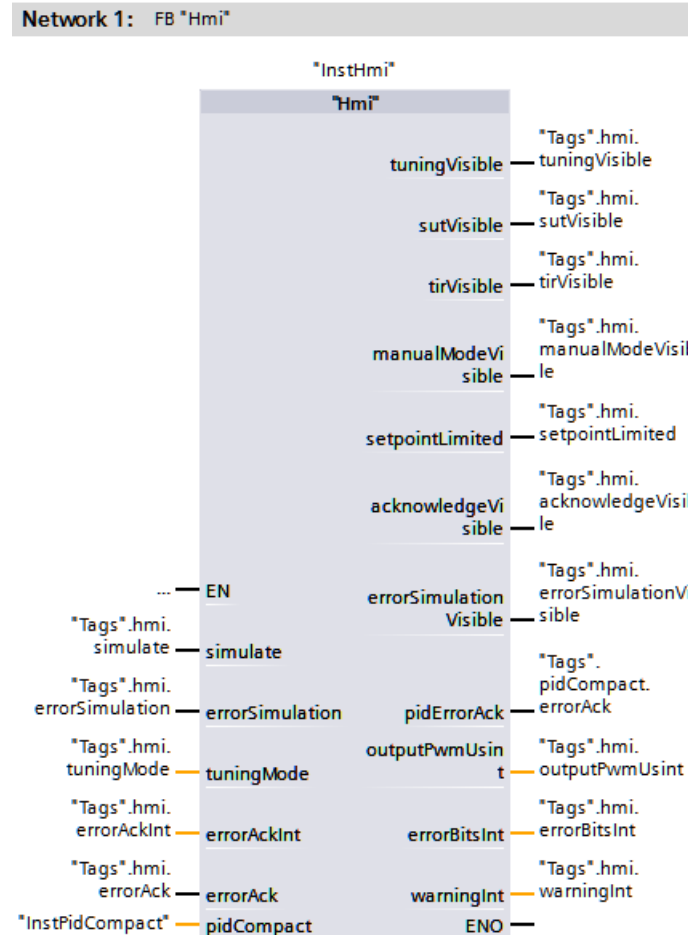 Network 1: FB "Hmi"
"InstHmi"
"Hmi"
tuningVisible
"Tags".hmi.
tuningVisible
sutVisible
"Tags".hmi.
sutVisible
tirVisible
"Tags".hmi.
tirVisible
manualModeVi
sible
"Tags".hmi.
manualModeVisib
le
setpointLimited
"Tags".hmi.
setpointLimited
acknowledgeVi
sible
"Tags".hmi.
acknowledgeVisib
le
... EN
errorSimulation
Visible
"Tags".hmi.
errorSimulationVi
sible
"Tags".hmi.
simulate
simulate
"Tags".hmi.
errorSimulation
errorSimulation
pidErrorAck
"Tags".
pidCompact.
errorAck
"Tags".hmi.
tuningMode
tuningMode
outputPwmUsin
t
"Tags".hmi.
outputPwmUsint
"Tags".hmi.
errorAckInt
errorAckInt
errorBitsInt
"Tags".hmi.
errorBitsInt
"Tags".hmi.
errorAck
errorAck
warningInt
"Tags".hmi.
warningInt
"InstPidCompact"
pidCompact
ENO